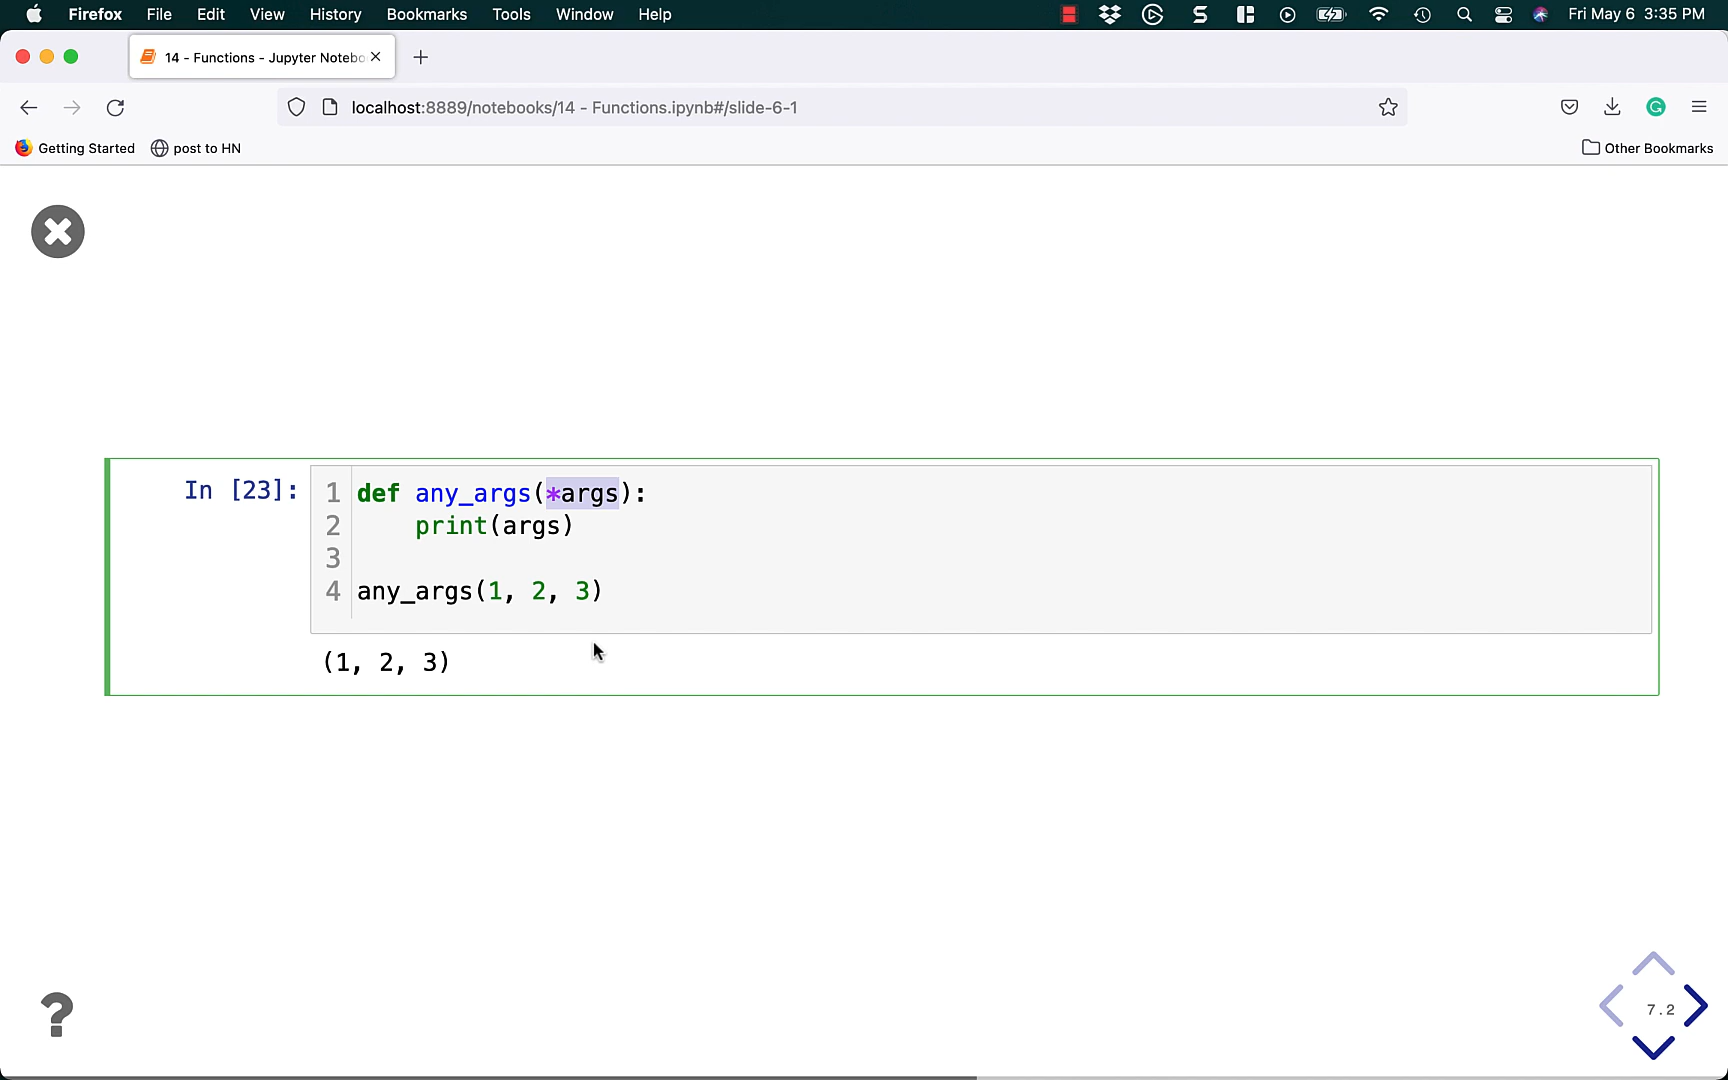 Firefox File Edit View History Bookmarks Tools Window Help Fri May 6 3:35 PM
14 - Functions - Jupyter Notebo
localhost:8889/notebooks/14 - Functions.ipynb#/slide-6-1
Getting Started post to HN Other Bookmarks
In [23]: 1 def any_args(*args):
2 print(args)
3
4 any_args(1, 2, 3)
(1, 2, 3)
?
7.2